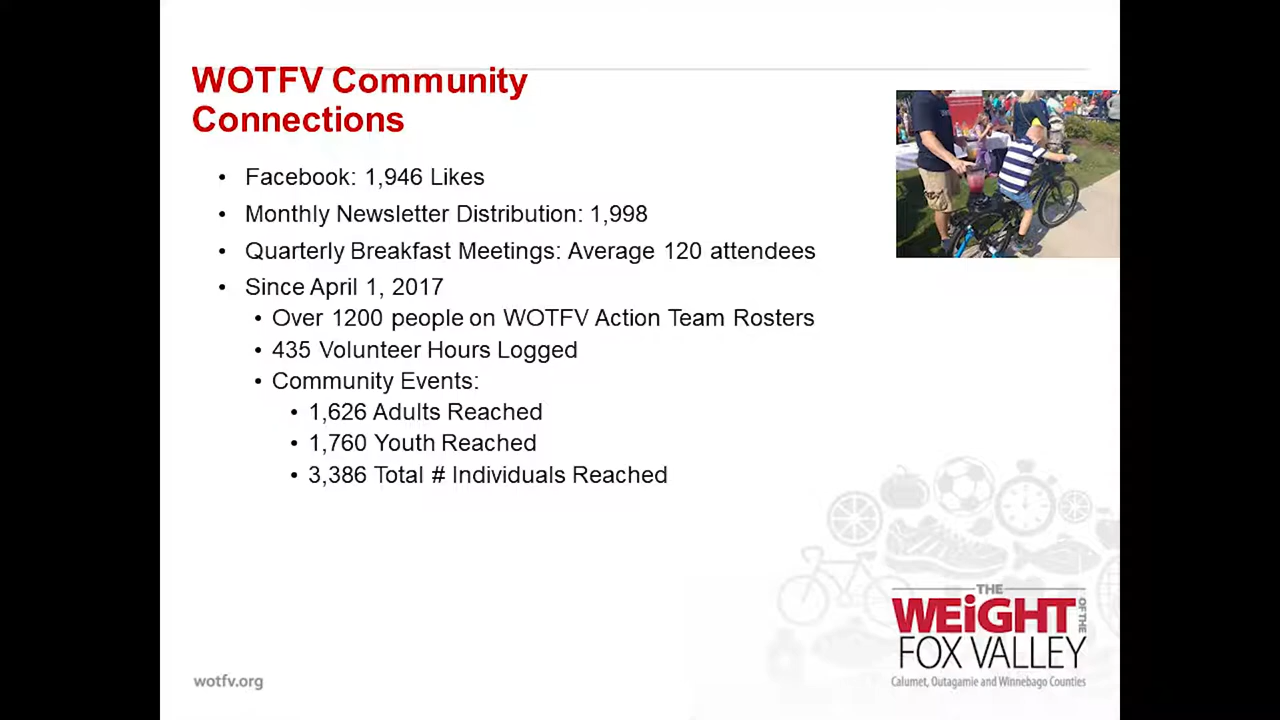 WOTFV Community
Connections
• Facebook: 1,946 Likes
• Monthly Newsletter Distribution: 1,998
• Quarterly Breakfast Meetings: Average 120 attendees
• Since April 1, 2017
• Over 1200 people on WOTFV Action Team Rosters
• 435 Volunteer Hours Logged
• Community Events:
• 1,626 Adults Reached
• 1,760 Youth Reached
• 3,386 Total # Individuals Reached
THE
WEiGHT OF THE
FOX VALLEY
Calumet, Outagamie and Winnebago Counties
wotfv.org